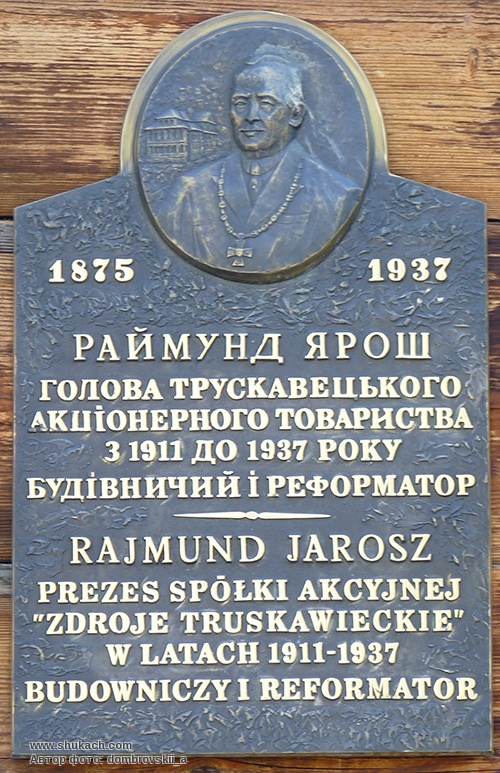 1875 1937
РАЙМУНД ЯРОШ
ГОЛОВА ТРУСКАВЕЦЬКОГО
АКЦІОНЕРНОГО ТОВАРИСТВА
З 1911 ДО 1937 РОКУ
БУДІВНИЧИЙ І РЕФОРМАТОР
RAJMUND JAROSZ
PREZES SPÓŁKI AKCYJNEJ
"ZDROJE TRUSKAWIECKIE"
W LATACH 1911-1937
BUDOWNICZY I REFORMATOR
www.shukach.com
Автор фото: dombrovskii_a